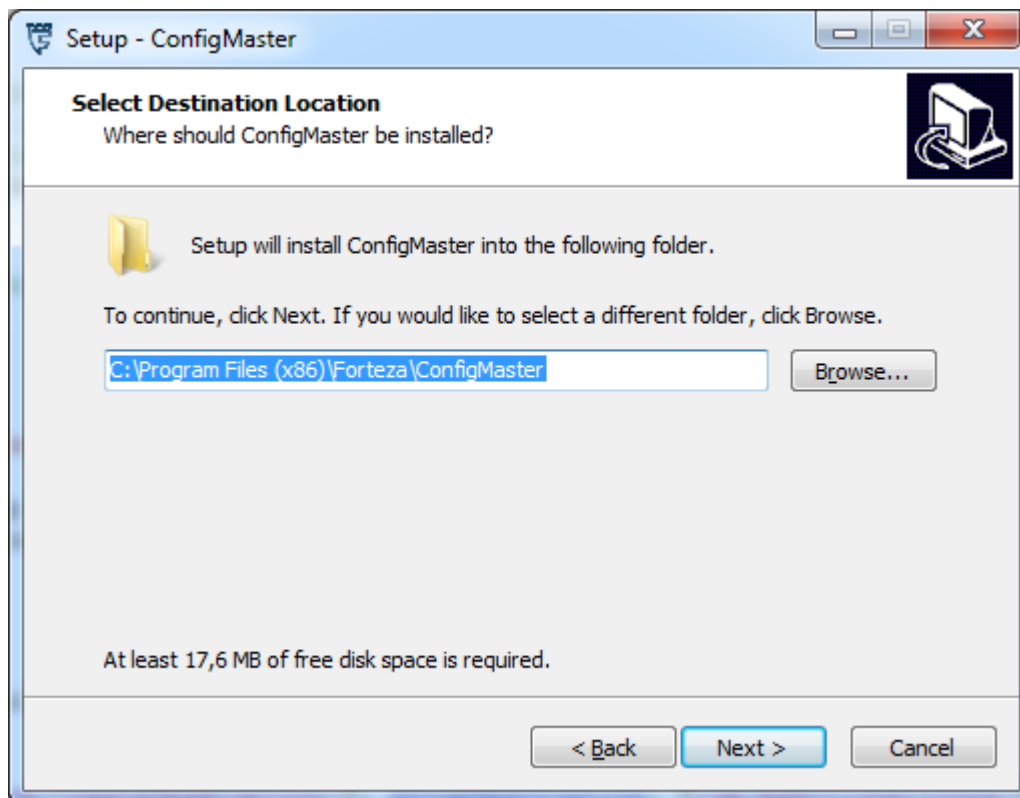 Setup - ConfigMaster
Select Destination Location
Where should ConfigMaster be installed?
Setup will install ConfigMaster into the following folder.
To continue, click Next. If you would like to select a different folder, click Browse.
C:\Program Files (x86)\Forteza\ConfigMaster
Browse...
At least 17,6 MB of free disk space is required.
< Back
Next >
Cancel